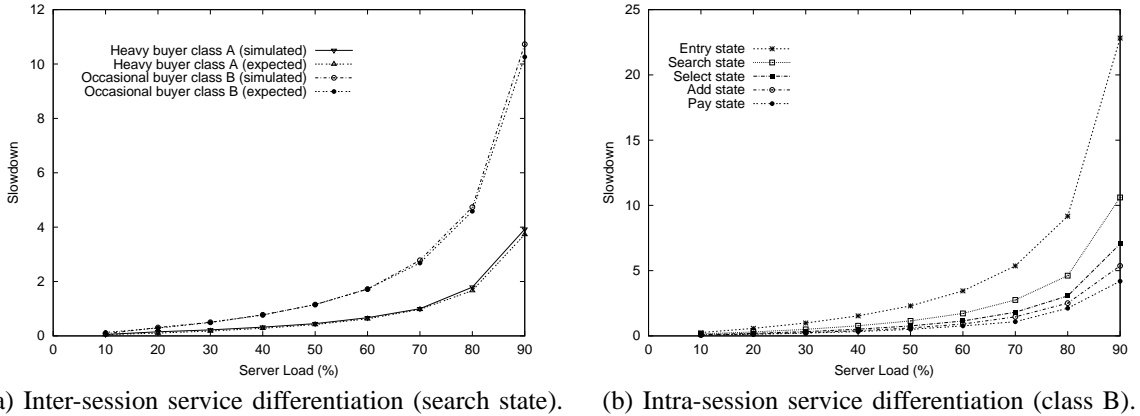 12
10
8
6
4
2
0
Slowdown
Heavy buyer class A (simulated)
Heavy buyer class A (expected)
Occasional buyer class B (simulated)
Occasional buyer class B (expected)
0 10 20 30 40 50 60 70 80 90
Server Load (%)
25
20
15
10
5
0
Slowdown
Entry state
Search state
Select state
Add state
Pay state
0 10 20 30 40 50 60 70 80 90
Server Load (%)
a) Inter-session service differentiation (search state).
(b) Intra-session service differentiation (class B).